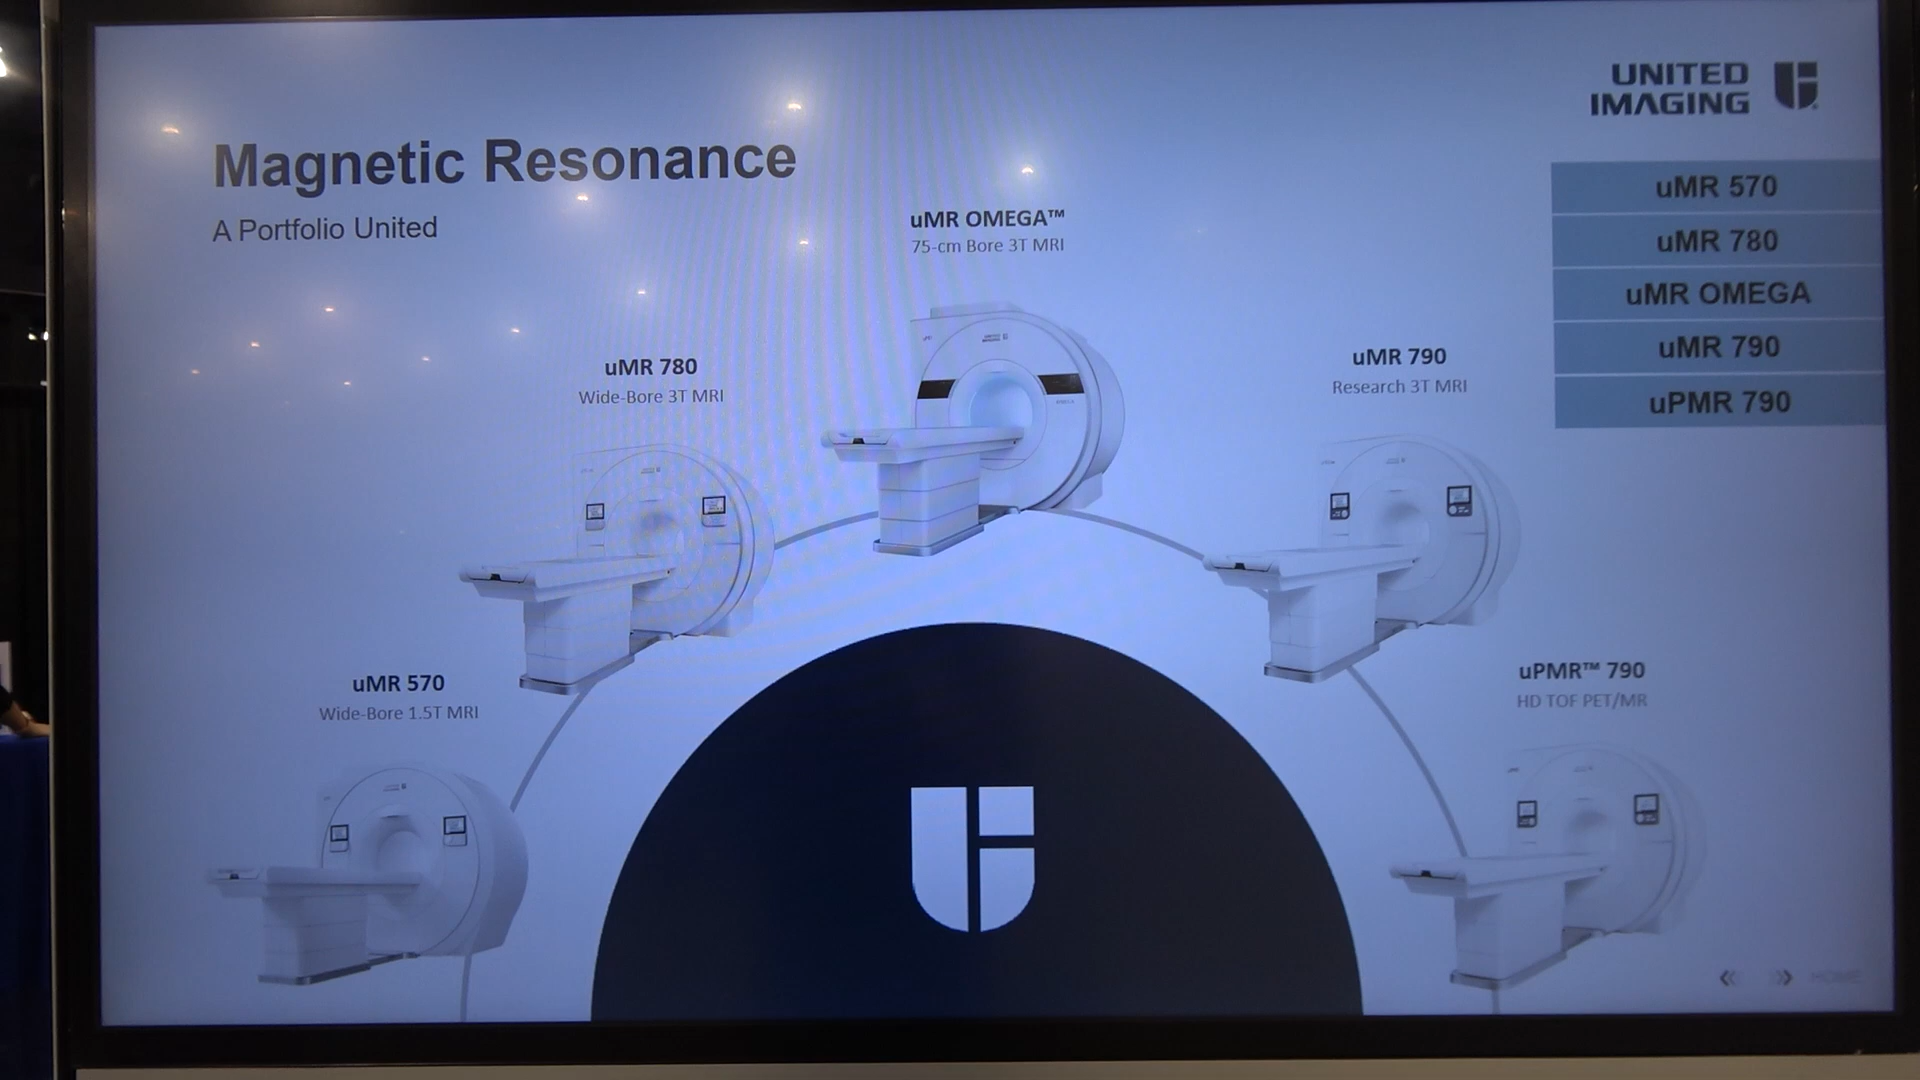 UNITED
IMAGING
Magnetic Resonance
A Portfolio United
uMR 570
uMR 780
uMR OMEGA
uMR 790
uPMR 790
uMR OMEGA™
75-cm Bore 3T MRI
uMR 780
Wide-Bore 3T MRI
uMR 790
Research 3T MRI
uMR 570
Wide-Bore 1.5T MRI
uPMR™ 790
HD TOF PET/MR
HOME